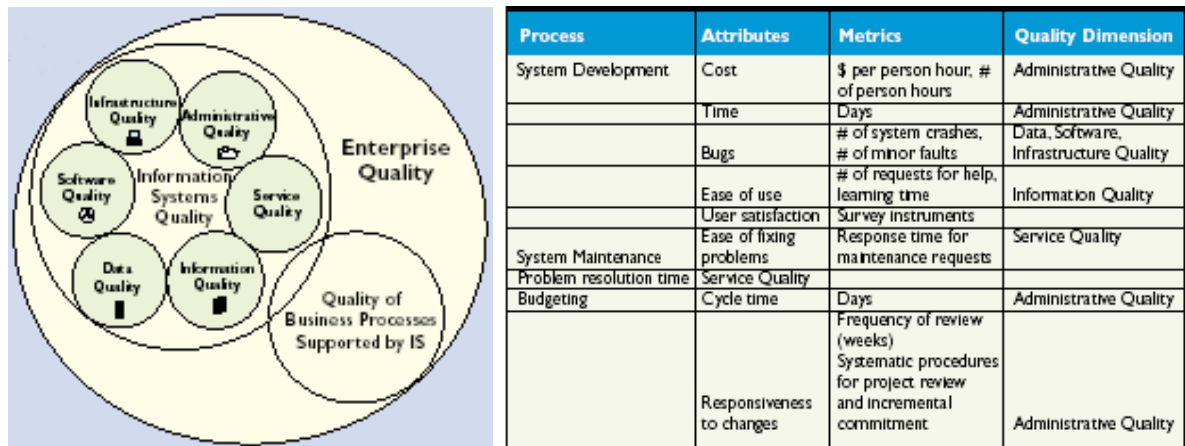 Infrastructure
Quality
Administrative
Quality
Enterprise
Quality
Software
Quality
Information
Systems
Quality
Service
Quality
Data
Quality
Information
Quality
Quality of
Business Processes
Supported by IS
Process Attributes Metrics Quality Dimension
System Development Cost $ per person hour, # Administrative Quality
of person hours
Time Days Administrative Quality
# of system crashes, Data, Software,
Bugs # of minor faults Infrastructure Quality
# of requests for help,
Ease of use learning time Information Quality
User satisfaction Survey instruments
Ease of fixing Response time for Service Quality
System Maintenance problems maintenance requests
Problem resolution time Service Quality
Budgeting Cycle time Days Administrative Quality
Frequency of review
(weeks)
Systematic procedures
for project review
Responsiveness and incremental
to changes commitment Administrative Quality